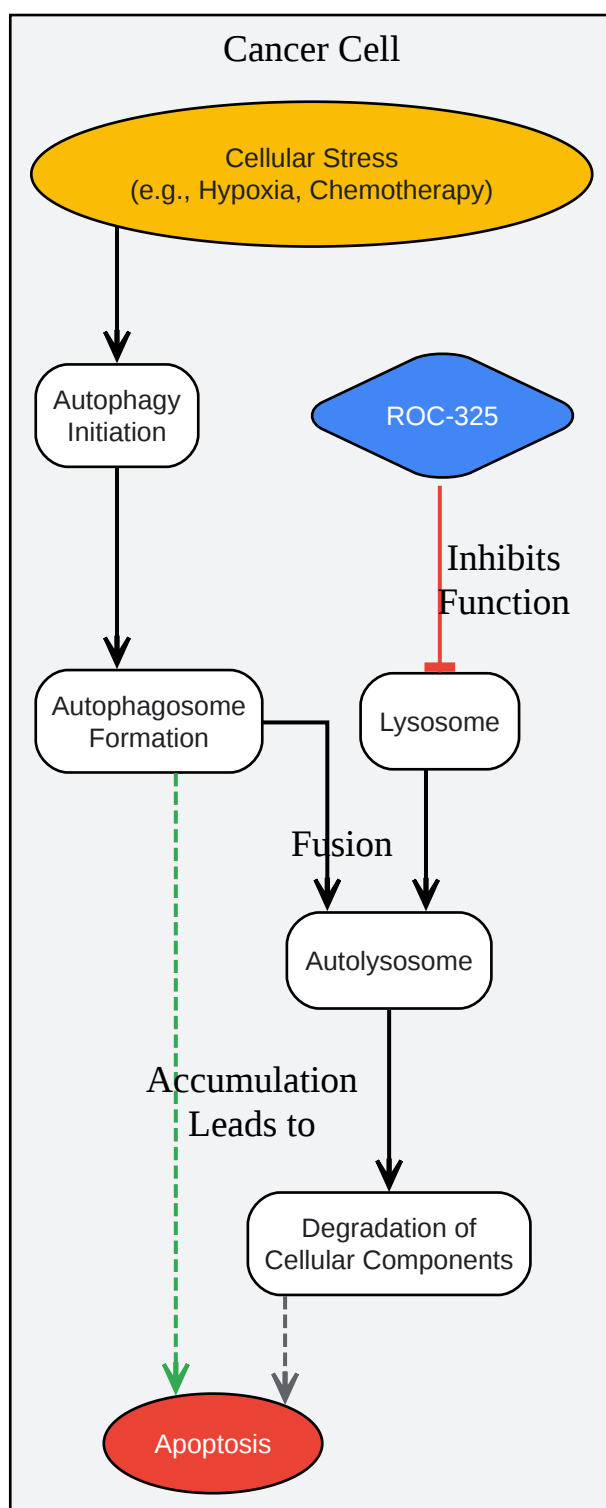 Cancer Cell
Cellular Stress
(e.g., Hypoxia, Chemotherapy)
Autophagy
Initiation
ROC-325
Inhibits
Function
Autophagosome
Formation
Lysosome
Fusion
Autolysosome
Accumulation
Leads to
Degradation of
Cellular Components
Apoptosis